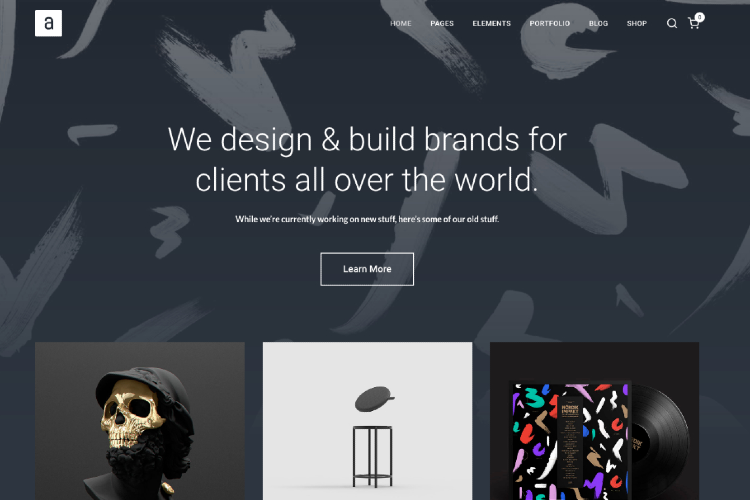 a
HOME PAGES ELEMENTS PORTFOLIO BLOG SHOP 0
We design & build brands for
clients all over the world.
While we're currently working on new stuff, here's some of our old stuff.
Learn More